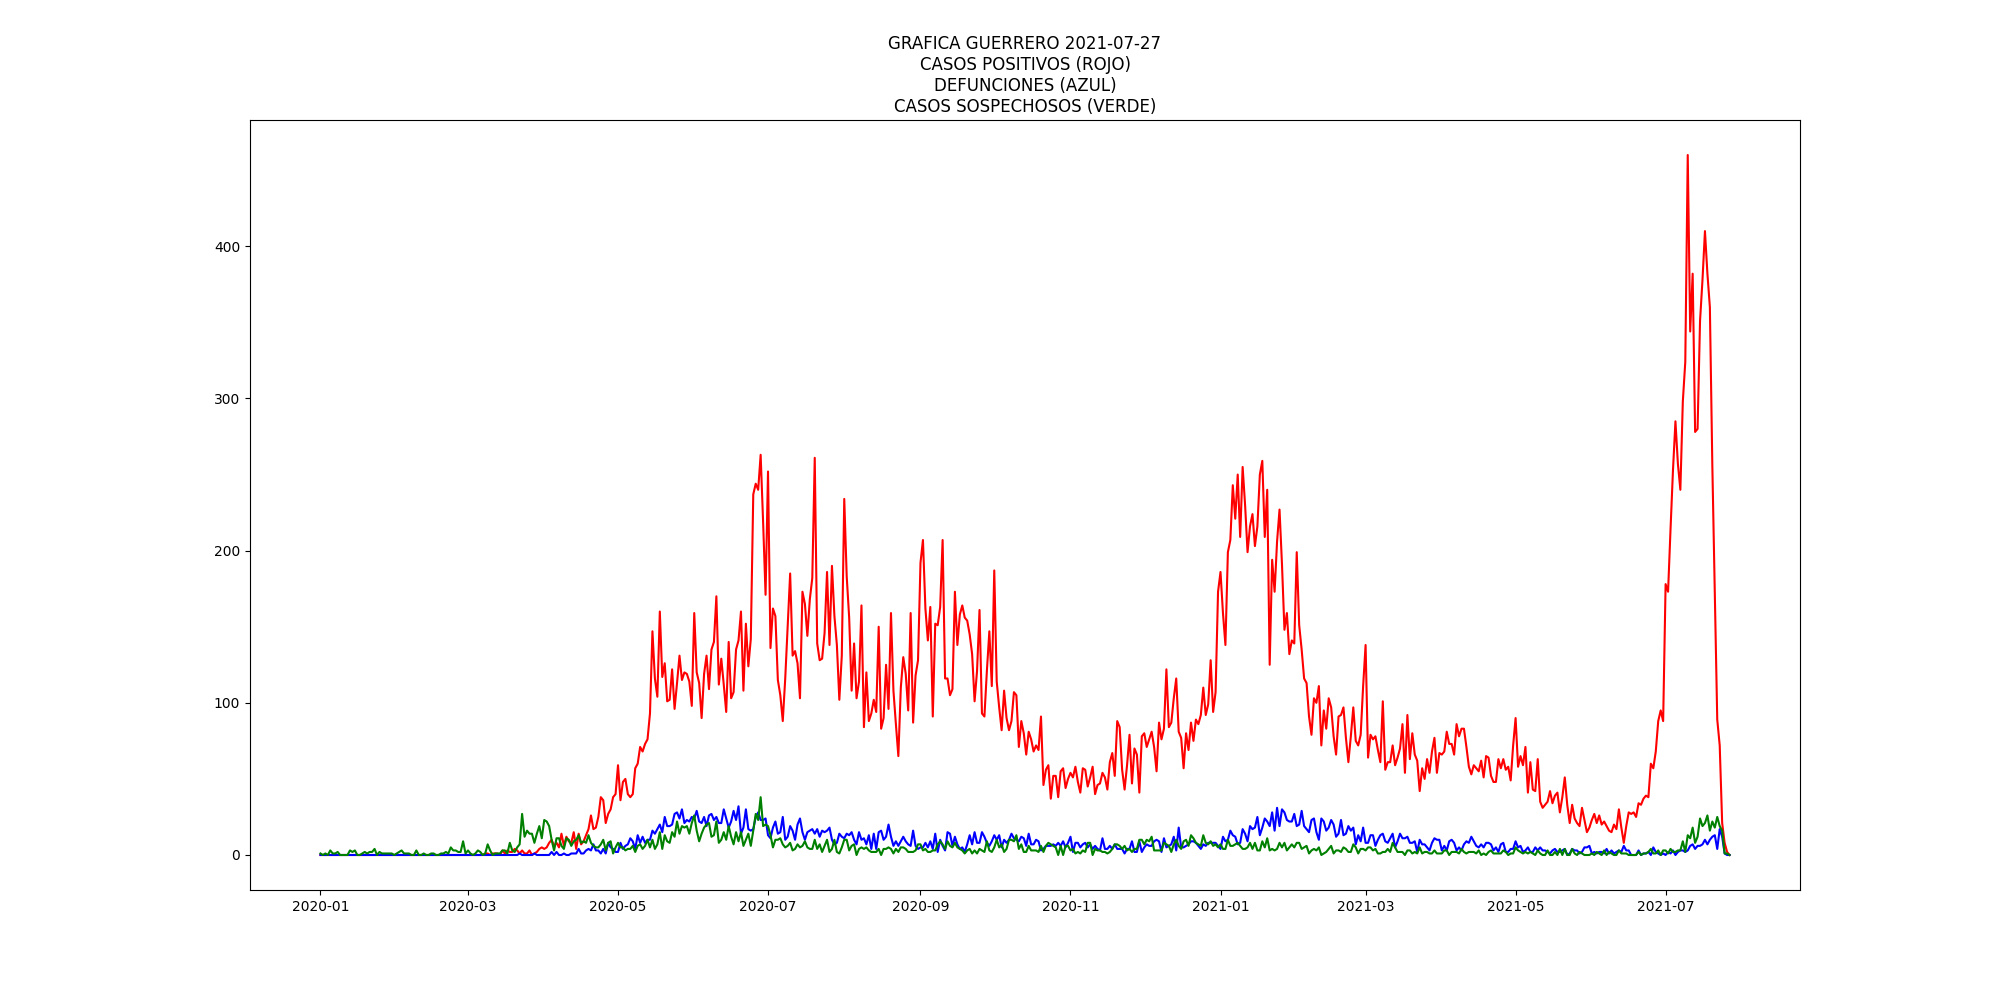 GRAFICA GUERRERO 2021-07-27
CASOS POSITIVOS (ROJO)
DEFUNCIONES (AZUL)
CASOS SOSPECHOSOS (VERDE)
400
300
200
100
0
2020-01 2020-03 2020-05 2020-07 2020-09 2020-11 2021-01 2021-03 2021-05 2021-07